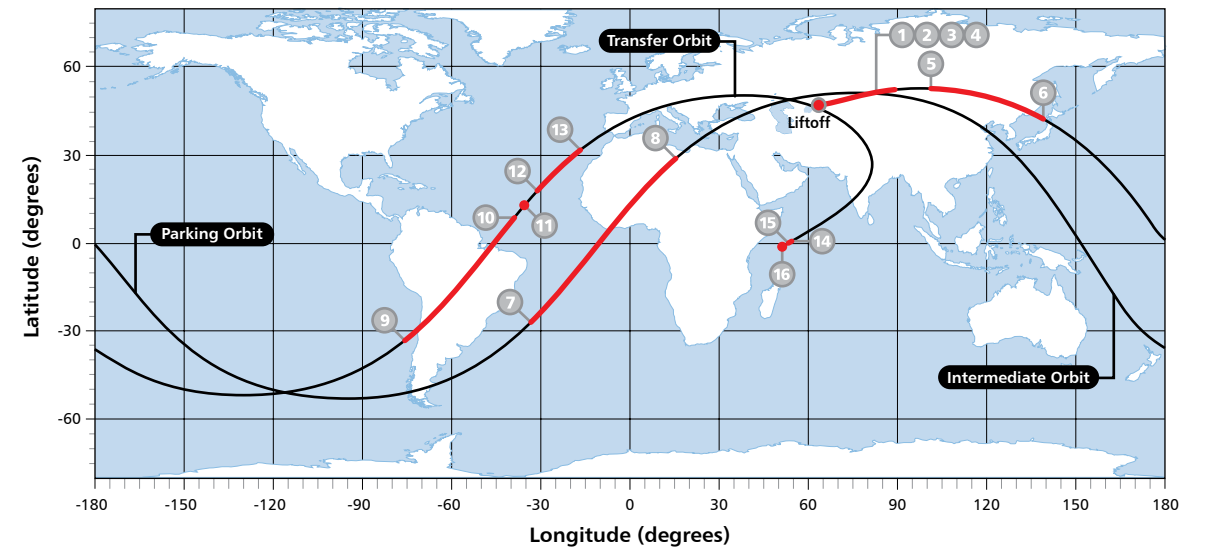 Transfer Orbit
1 2 3 4
5
60
6
13
8
Liftoff
30
12
10
11
15
14
Parking Orbit
0
16
7
9
-30
Intermediate Orbit
-60
Latitude (degrees)
-180 -150 -120 -90 -60 -30 0 30 60 90 120 150 180
Longitude (degrees)